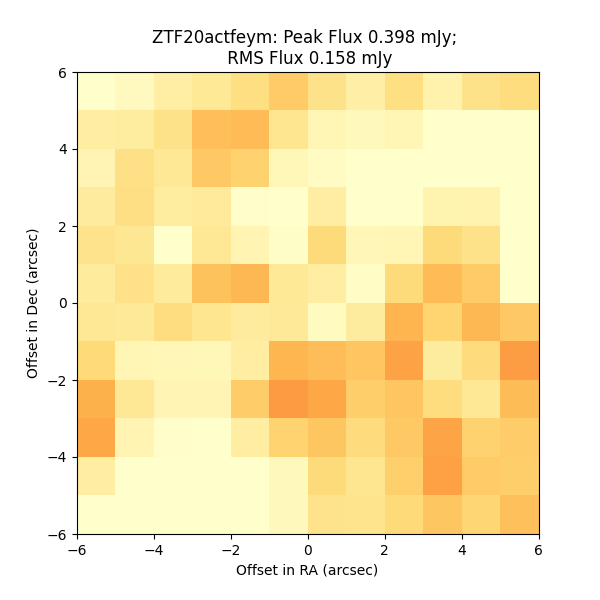 ZTF20actfeym: Peak Flux 0.398 mJy;
RMS Flux 0.158 mJy
6
4
2
0
−2
−4
−6
Offset in Dec (arcsec)
−6 −4 −2 0 2 4 6
Offset in RA (arcsec)